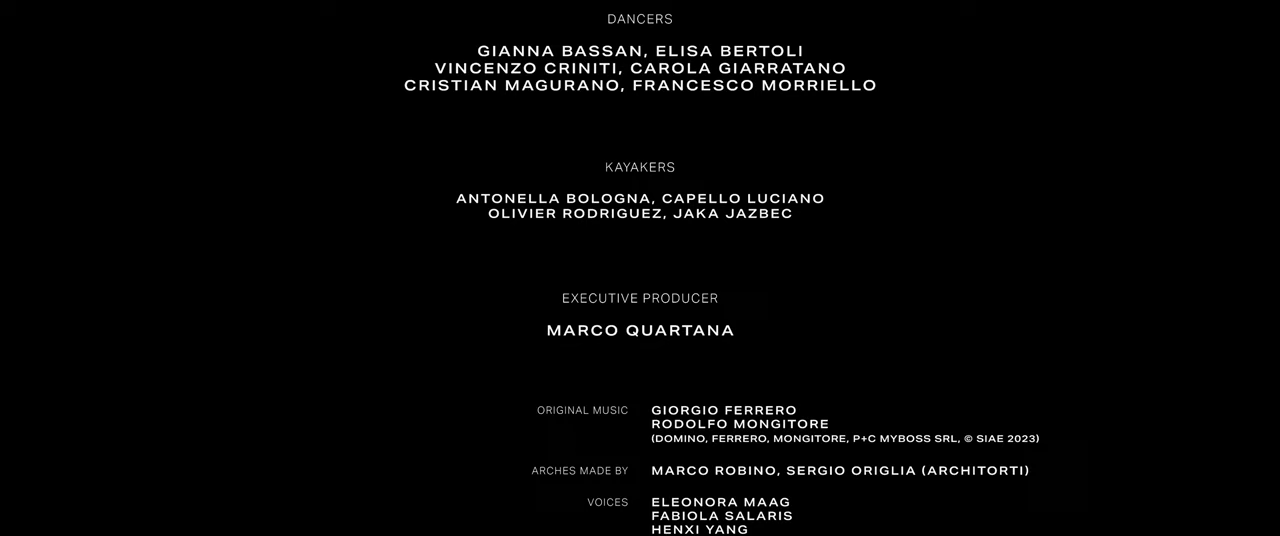 DANCERS
GIANNA BASSAN, ELISA BERTOLI
VINCENZO CRINITI, CAROLA GIARRATANO
CRISTIAN MAGURANO, FRANCESCO MORRIELLO
KAYAKERS
ANTONELLA BOLOGNA, CAPELLO LUCIANO
OLIVIER RODRIGUEZ, JAKA JAZBEC
EXECUTIVE PRODUCER
MARCO QUARTANA
ORIGINAL MUSIC GIORGIO FERRERO
RODOLFO MONGITORE
(DOMINO, FERRERO, MONGITORE, P+C MYBOSS SRL, © SIAE 2023)
ARCHES MADE BY MARCO ROBINO, SERGIO ORIGLIA (ARCHITORTI)
VOICES ELEONORA MAAG
FABIOLA SALARIS
HENXI YANG